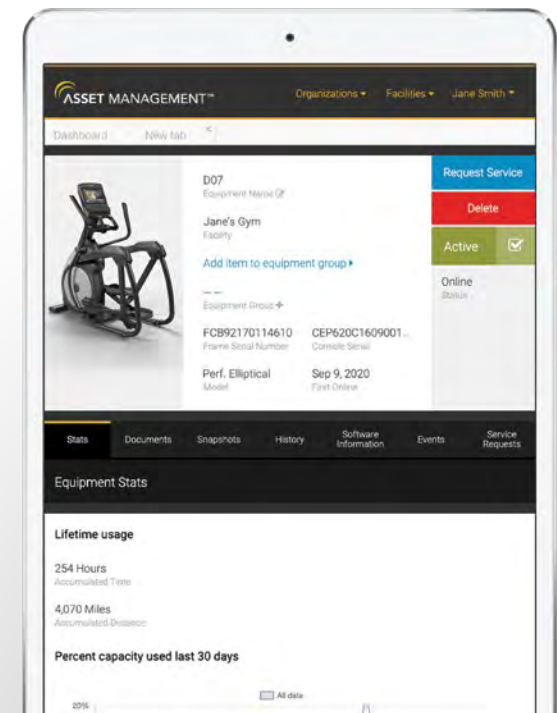 ASSET MANAGEMENT™
Organizations Facilities Jane Smith
Dashboard New tab ×
D07
Equipment Name
Jane's Gym
Facility
Add item to equipment group
— —
Equipment Group +
FCB92170114610 CEP620C1609001...
Frame Serial Number Console Serial
Perf. Elliptical Sep 9, 2020
Model First Online
Request Service
Delete
Active
Online
Status
Stats Documents Snapshots History Software Information Events Service Requests
Equipment Stats
Lifetime usage
254 Hours
Accumulated Time
4,070 Miles
Accumulated Distance
Percent capacity used last 30 days
All data
20%